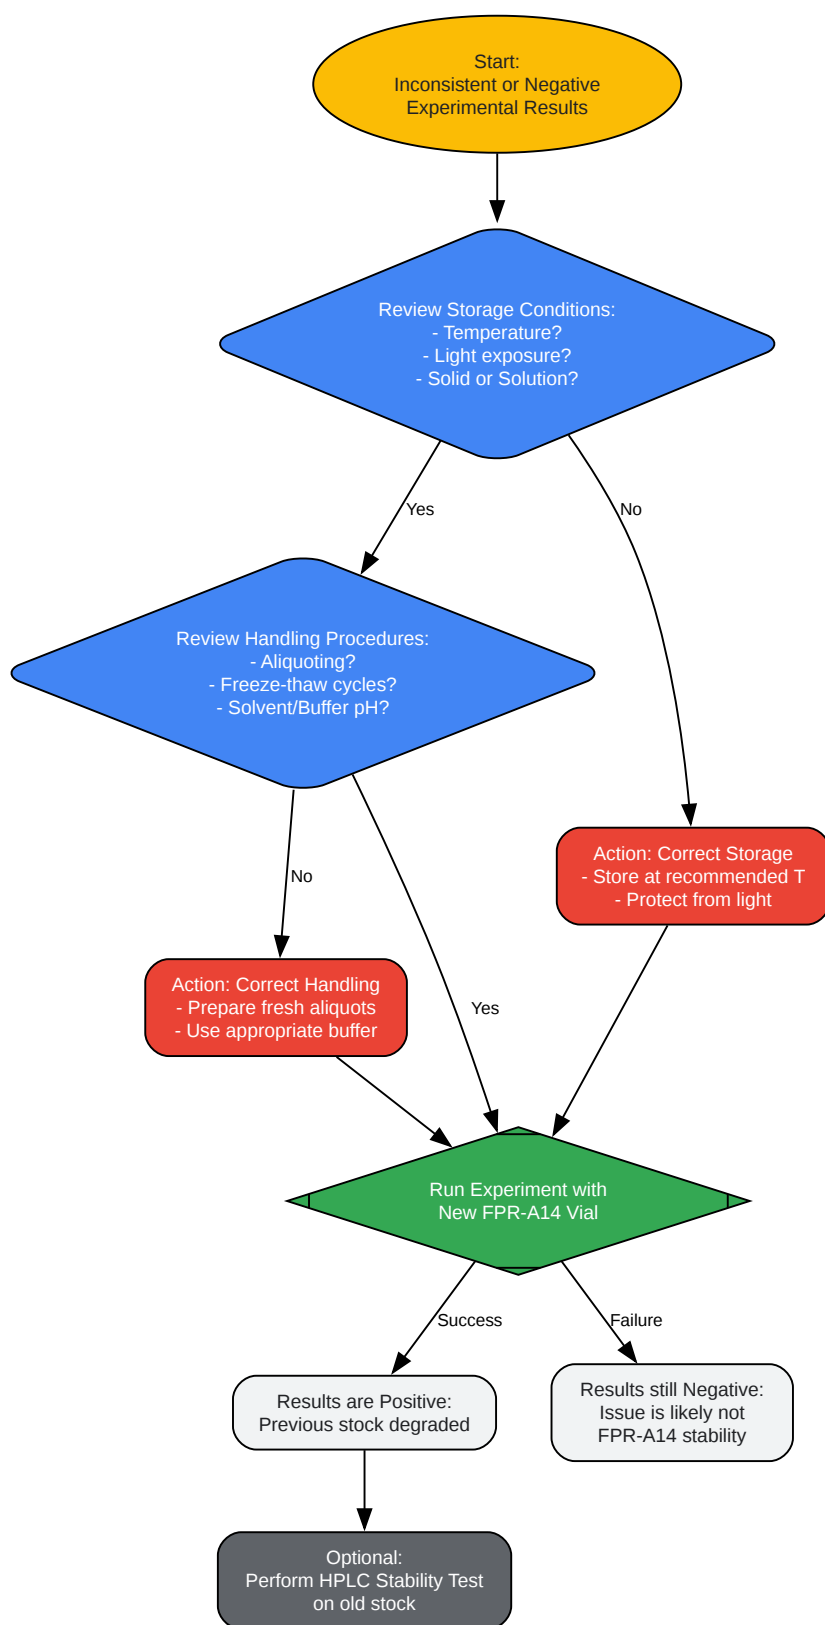 Start:
Inconsistent or Negative
Experimental Results
Review Storage Conditions:
- Temperature?
- Light exposure?
- Solid or Solution?
Yes
No
Review Handling Procedures:
- Aliquoting?
- Freeze-thaw cycles?
- Solvent/Buffer pH?
Action: Correct Storage
- Store at recommended T
- Protect from light
No
Yes
Action: Correct Handling
- Prepare fresh aliquots
- Use appropriate buffer
Run Experiment with
New FPR-A14 Vial
Success
Failure
Results are Positive:
Previous stock degraded
Results still Negative:
Issue is likely not
FPR-A14 stability
Optional:
Perform HPLC Stability Test
on old stock